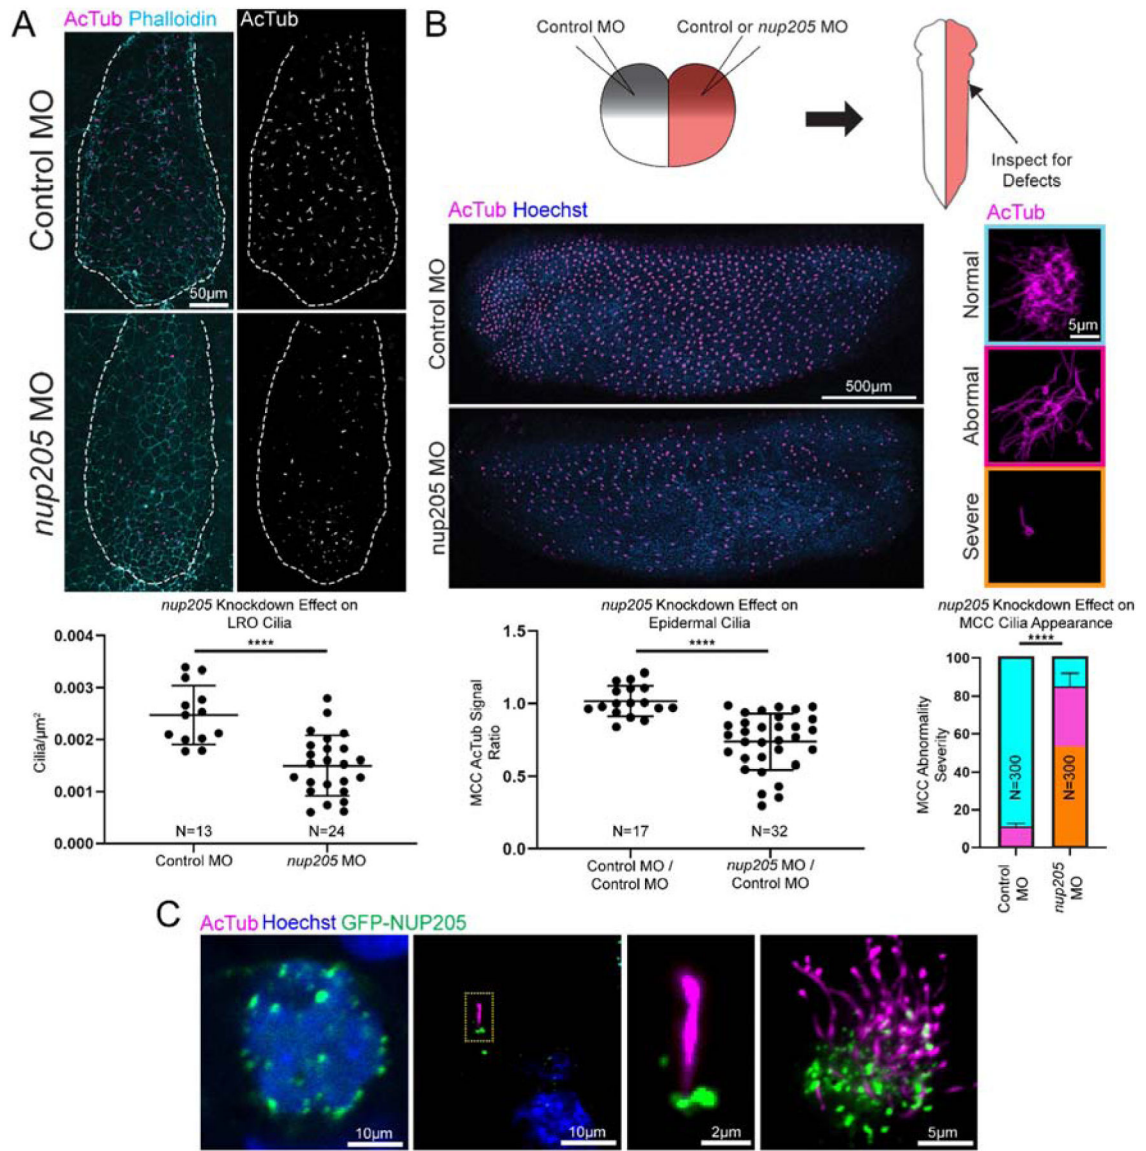 A
AcTub Phalloidin
AcTub
Control MO
50µm
nup205 MO
nup205 Knockdown Effect on
LRO Cilia
0.004
0.003
0.002
0.001
0.000
Cilia/µm²
****
N=13
N=24
Control MO
nup205 MO
B
Control MO
Control or nup205 MO
Inspect for
Defects
AcTub Hoechst
Control MO
500µm
nup205 MO
AcTub
Normal
5µm
Abormal
Severe
nup205 Knockdown Effect on
Epidermal Cilia
1.5
1.0
0.5
0.0
MCC AcTub Signal
Ratio
****
N=17
N=32
Control MO /
Control MO
nup205 MO /
Control MO
nup205 Knockdown Effect on
MCC Cilia Appearance
****
100
80
60
40
20
0
MCC Abnormality
Severity
N=300
N=300
Control
MO
nup205
MO
C
AcTub Hoechst GFP-NUP205
10µm
10µm
2µm
5µm